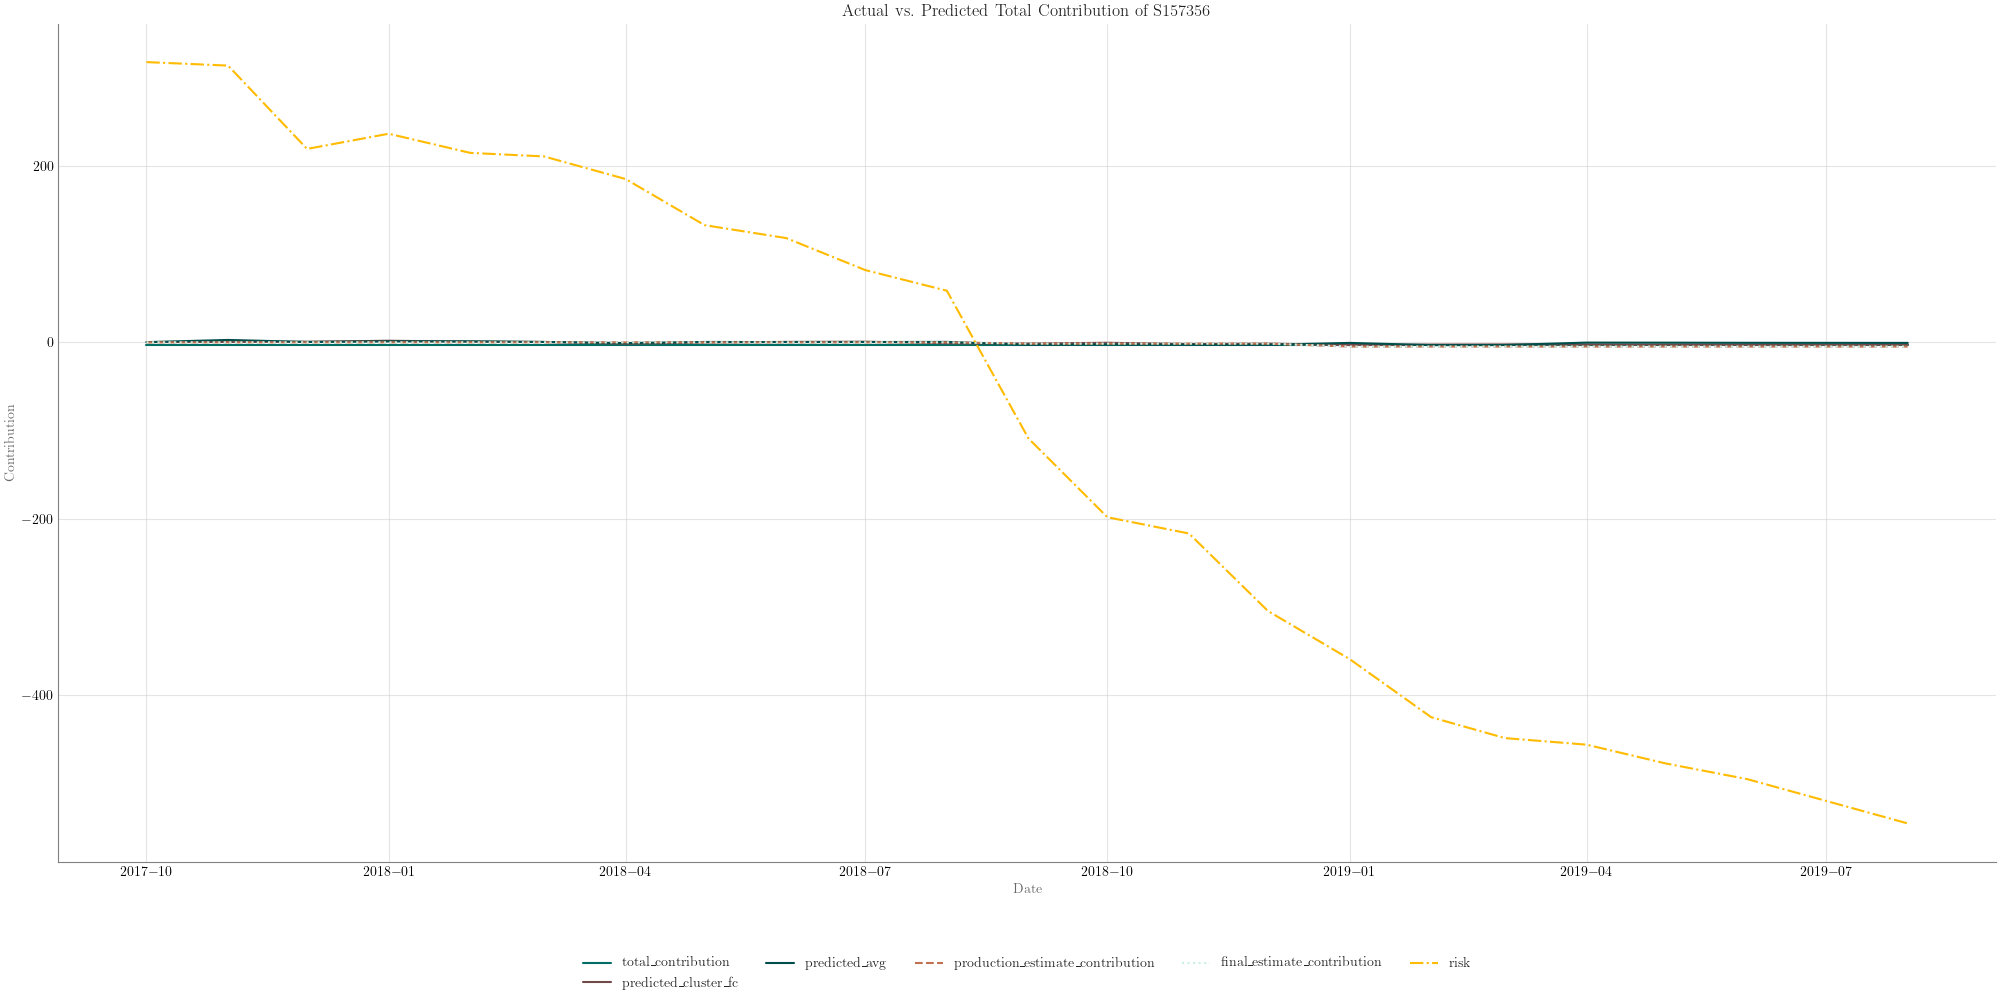 Actual vs. Predicted Total Contribution of S157356
200
0
−200
−400
Contribution
2017−10 2018−01 2018−04 2018−07 2018−10 2019−01 2019−04 2019−07
Date
total_contribution predicted_avg production_estimate_contribution final_estimate_contribution risk
predicted_cluster_fc